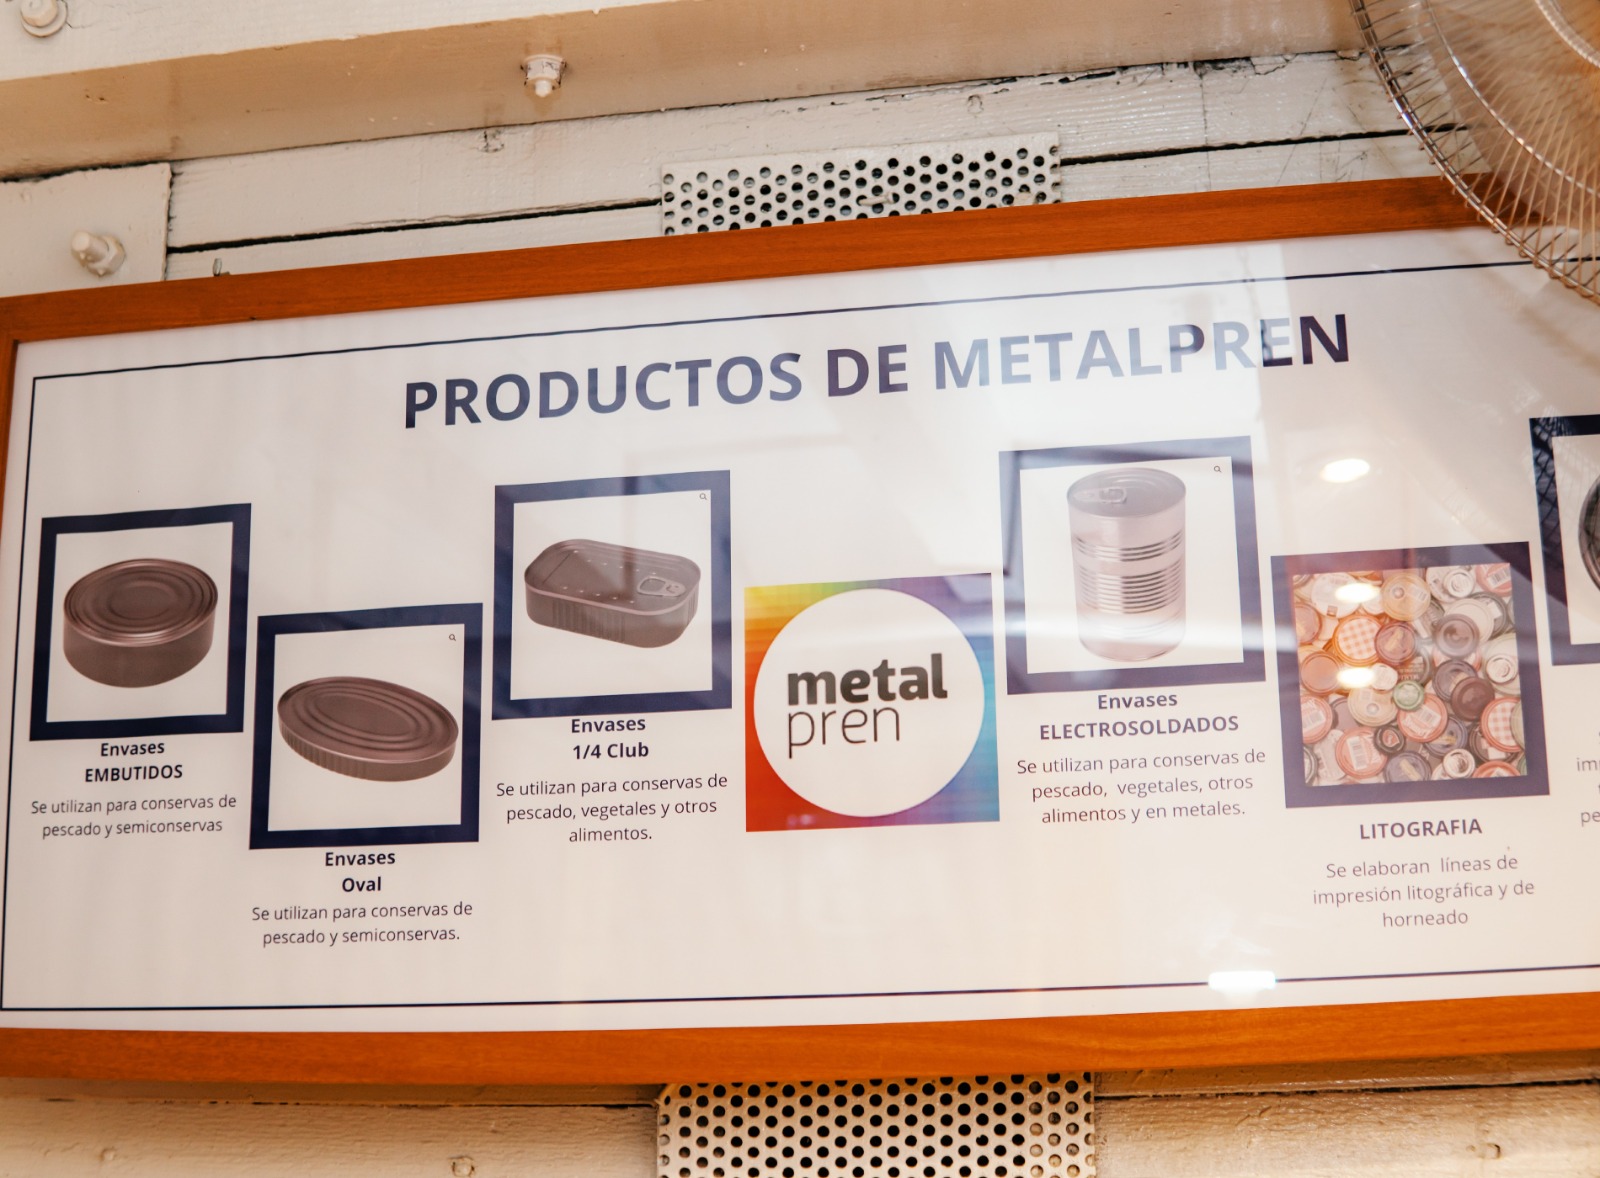 PRODUCTOS DE METALPREN
Envases
EMBUTIDOS
Se utilizan para conservas de
pescado y semiconservas
Envases
Oval
Se utilizan para conservas de
pescado y semiconservas.
Envases
1/4 Club
Se utilizan para conservas de
pescado, vegetales y otros
alimentos.
metal
pren
Envases
ELECTROSOLDADOS
Se utilizan para conservas de
pescado, vegetales, otros
alimentos y en metales.
LITOGRAFIA
Se elaboran líneas de
impresión litográfica y de
horneado